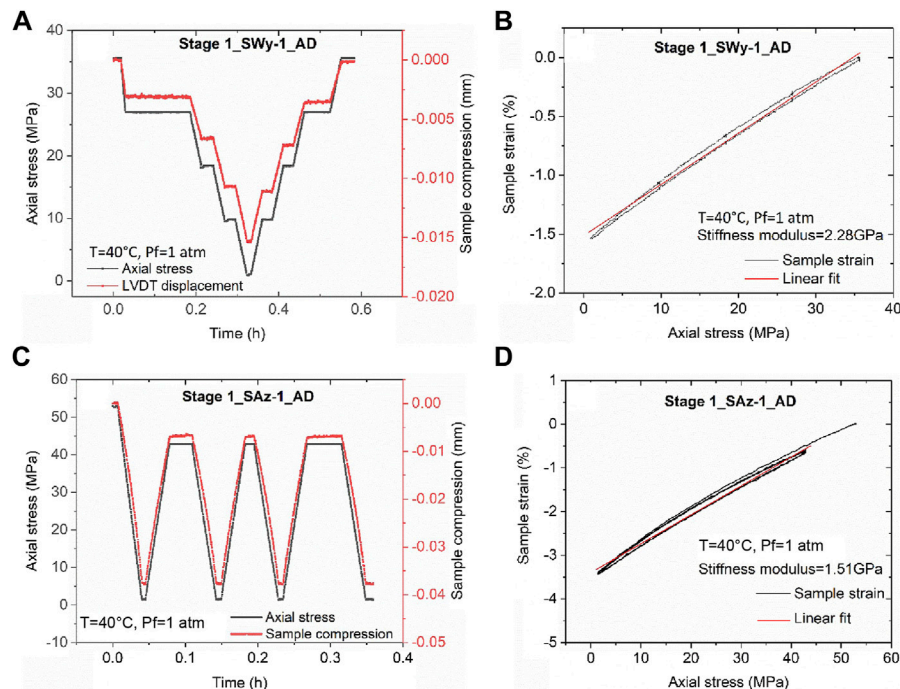 A
Stage 1_SWy-1_AD
40
30
20
10
0
Axial stress (MPa)
0.000
-0.005
-0.010
-0.015
-0.020
Sample compression (mm)
T=40°C, Pf=1 atm
Axial stress
LVDT displacement
0.0 0.2 0.4 0.6
Time (h)
B
Stage 1_SWy-1_AD
0.0
-0.5
-1.0
-1.5
-2.0
Sample strain (%)
T=40°C, Pf=1 atm
Stiffness modulus=2.28GPa
Sample strain
Linear fit
0 10 20 30 40
Axial stress (MPa)
C
Stage 1_SAz-1_AD
60
50
40
30
20
10
0
-10
Axial stress (MPa)
0.00
-0.01
-0.02
-0.03
-0.04
-0.05
Sample compression (mm)
T=40°C, Pf=1 atm
Axial stress
Sample compression
0.0 0.1 0.2 0.3 0.4
Time (h)
D
Stage 1_SAz-1_AD
1
0
-1
-2
-3
-4
-5
Sample strain (%)
T=40°C, Pf=1 atm
Stiffness modulus=1.51GPa
Sample strain
Linear fit
0 10 20 30 40 50 60
Axial stress (MPa)